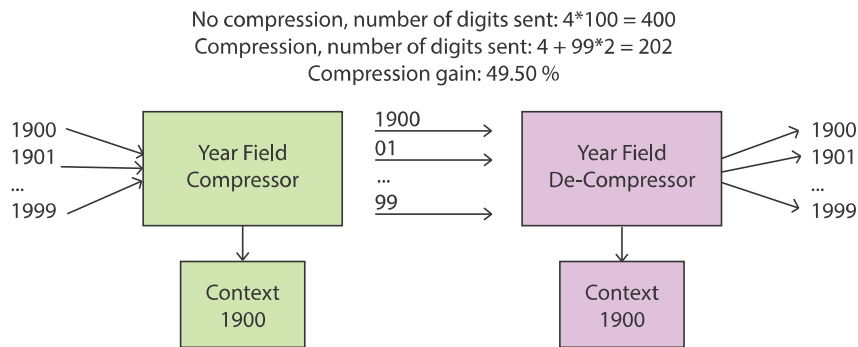 No compression, number of digits sent: 4*100 = 400
Compression, number of digits sent: 4 + 99*2 = 202
Compression gain: 49.50 %
1900
1901
...
1999
Year Field
Compressor
1900
01
...
99
Year Field
De-Compressor
1900
1901
...
1999
Context
1900
Context
1900